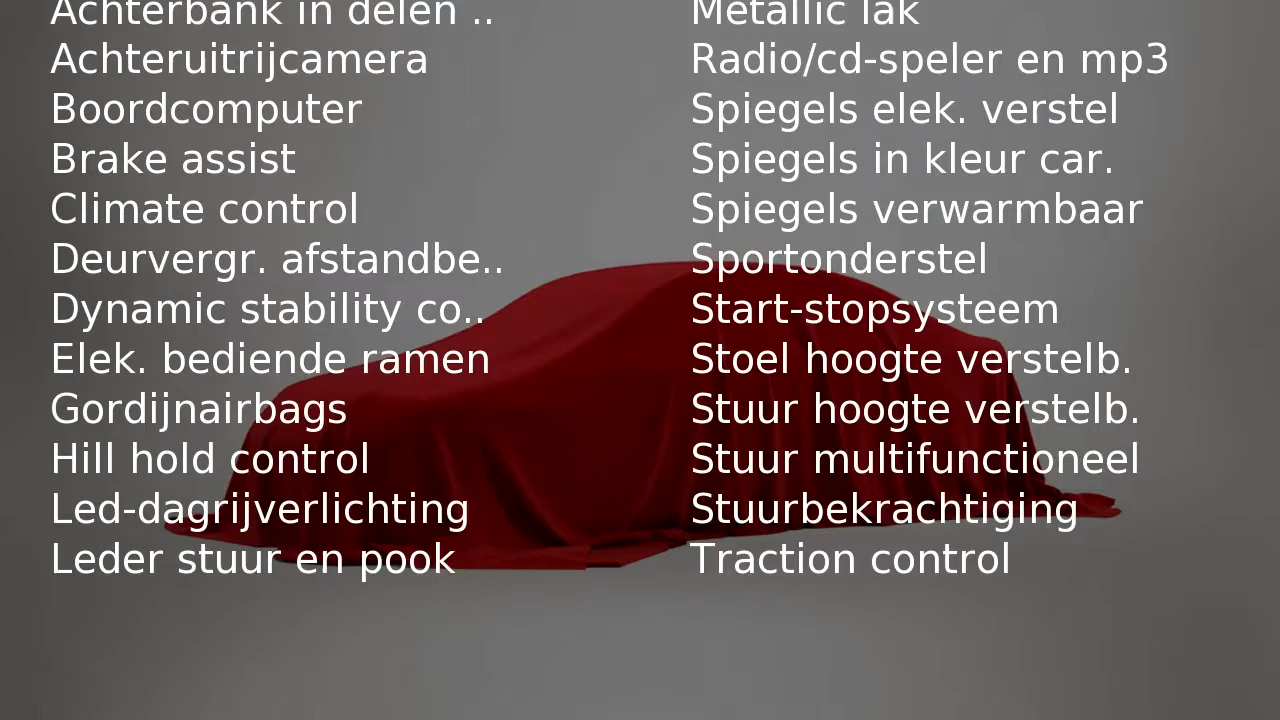 Achterbank in delen ..
Achteruitrijcamera
Boordcomputer
Brake assist
Climate control
Deurvergr. afstandbe..
Dynamic stability co..
Elek. bediende ramen
Gordijnairbags
Hill hold control
Led-dagrijverlichting
Leder stuur en pook
Metallic lak
Radio/cd-speler en mp3
Spiegels elek. verstel
Spiegels in kleur car.
Spiegels verwarmbaar
Sportonderstel
Start-stopsysteem
Stoel hoogte verstelb.
Stuur hoogte verstelb.
Stuur multifunctioneel
Stuurbekrachtiging
Traction control